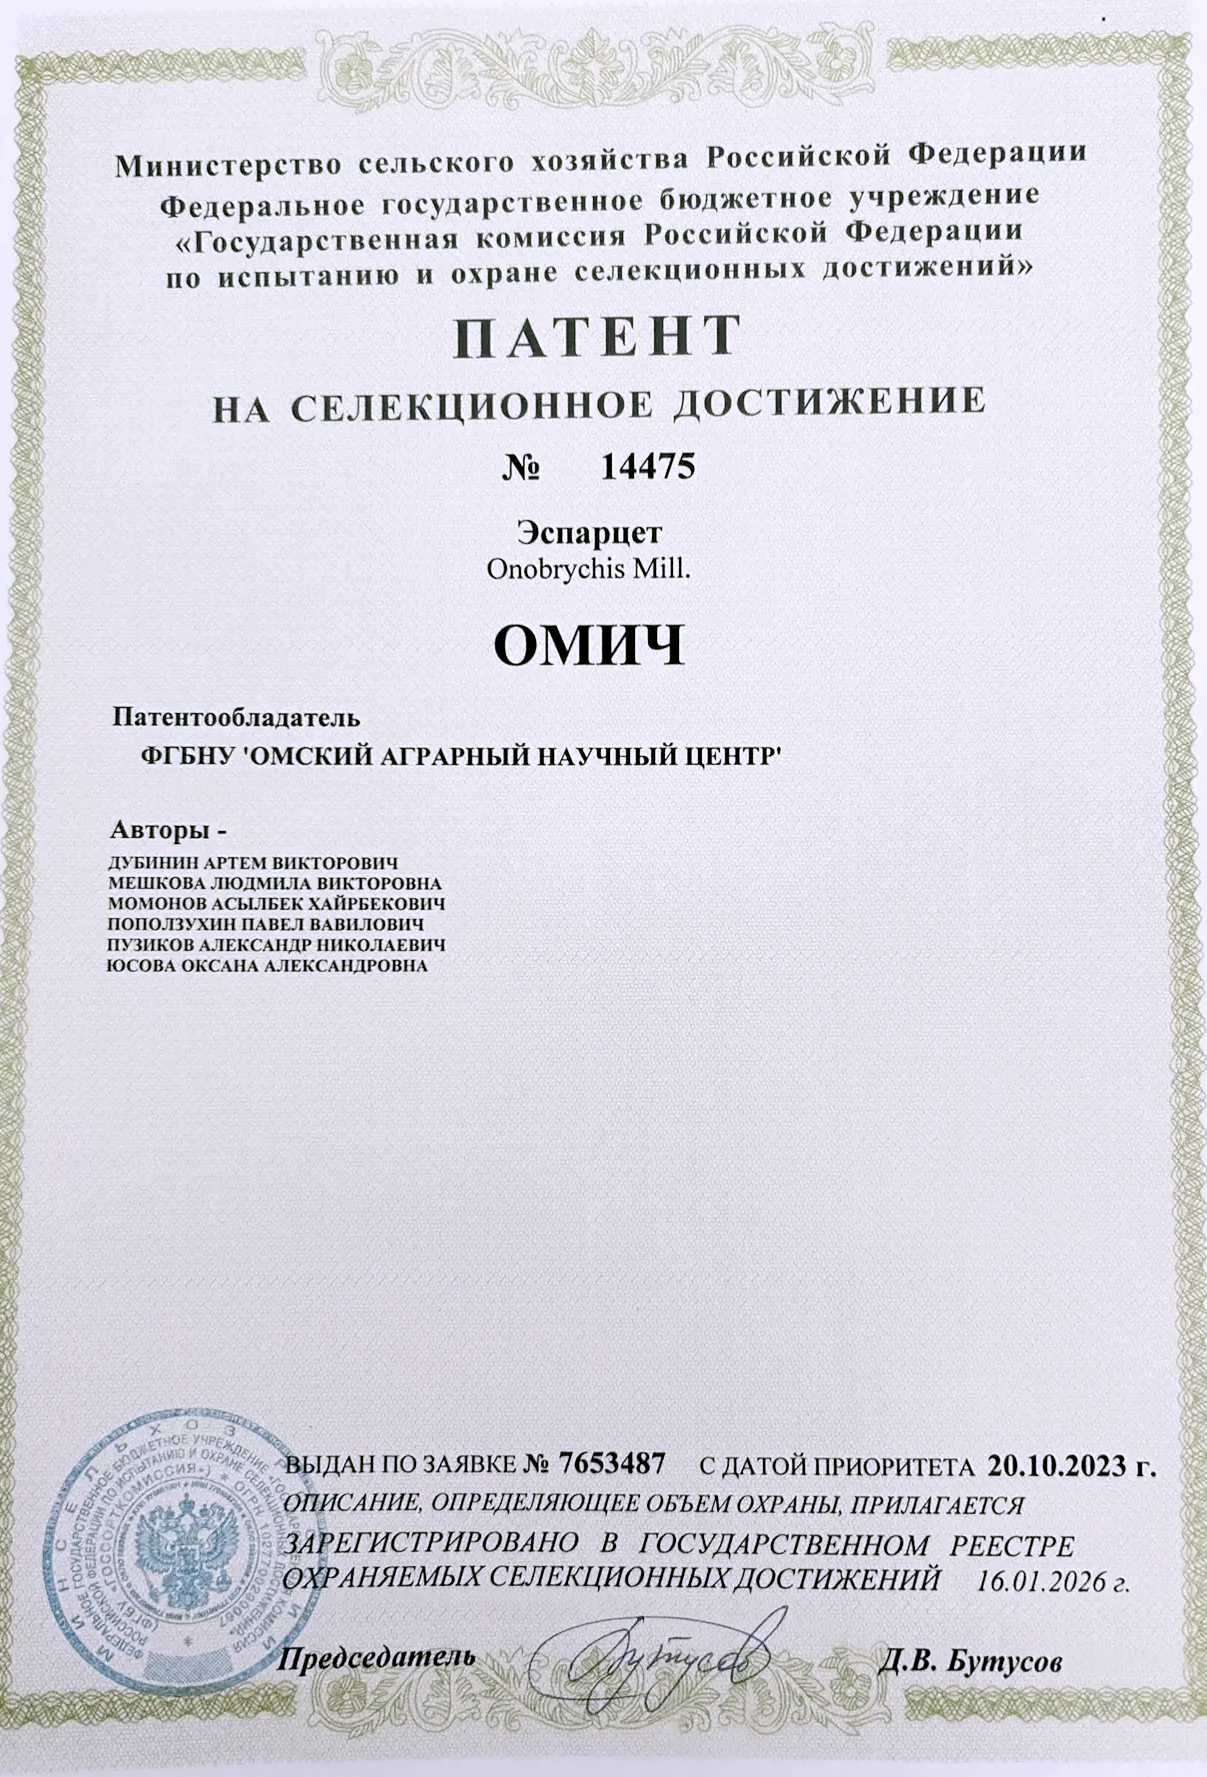 Министерство сельского хозяйства Российской Федерации
Федеральное государственное бюджетное учреждение
«Государственная комиссия Российской Федерации
по испытанию и охране селекционных достижений»
ПАТЕНТ
НА СЕЛЕКЦИОННОЕ ДОСТИЖЕНИЕ
№ 14475
Эспарцет
Onobrychis Mill.
ОМИЧ
Патентообладатель
ФГБНУ 'ОМСКИЙ АГРАРНЫЙ НАУЧНЫЙ ЦЕНТР'
Авторы -
ДУБИНИН АРТЕМ ВИКТОРОВИЧ
МЕШКОВА ЛЮДМИЛА ВИКТОРОВНА
МОМОНОВ АСЫЛБЕК ХАЙРБЕКОВИЧ
ПОПОЛЗУХИН ПАВЕЛ ВАВИЛОВИЧ
ПУЗИКОВ АЛЕКСАНДР НИКОЛАЕВИЧ
ЮСОВА ОКСАНА АЛЕКСАНДРОВНА
ВЫДАН ПО ЗАЯВКЕ № 7653487 С ДАТОЙ ПРИОРИТЕТА 20.10.2023 г.
ОПИСАНИЕ, ОПРЕДЕЛЯЮЩЕЕ ОБЪЕМ ОХРАНЫ, ПРИЛАГАЕТСЯ
ЗАРЕГИСТРИРОВАНО В ГОСУДАРСТВЕННОМ РЕЕСТРЕ
ОХРАНЯЕМЫХ СЕЛЕКЦИОННЫХ ДОСТИЖЕНИЙ 16.01.2026 г.
Председатель Бутусов Д.В. Бутусов
МИНСЕЛЬХОЗ РОССИИ